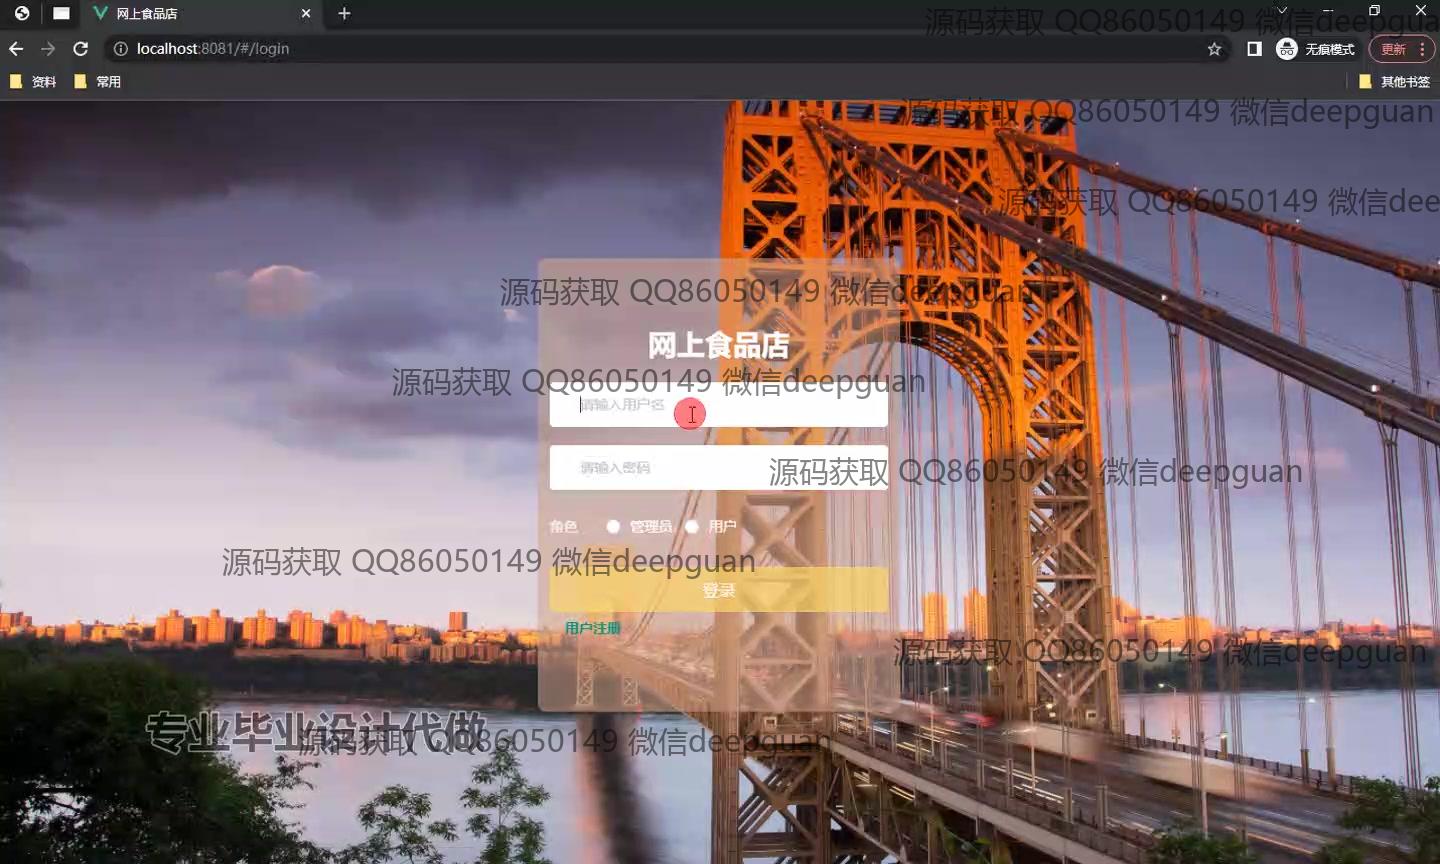 网上食品店
源码获取 QQ86050149 微信deepgua
localhost:8081/#/login
无痕模式
更新
资料
常用
其他书签
源码获取 QQ86050149 微信deepguan
源码获取 QQ86050149 微信dee
源码获取 QQ86050149 微信deepguan
网上食品店
源码获取 QQ86050149 微信deepguan
请输入用户名
请输入密码
源码获取 QQ86050149 微信deepguan
角色 管理员 用户
源码获取 QQ86050149 微信deepguan
登录
用户注册
源码获取 QQ86050149 微信deepguan
专业毕业设计代做
源码获取 QQ86050149 微信deepguan